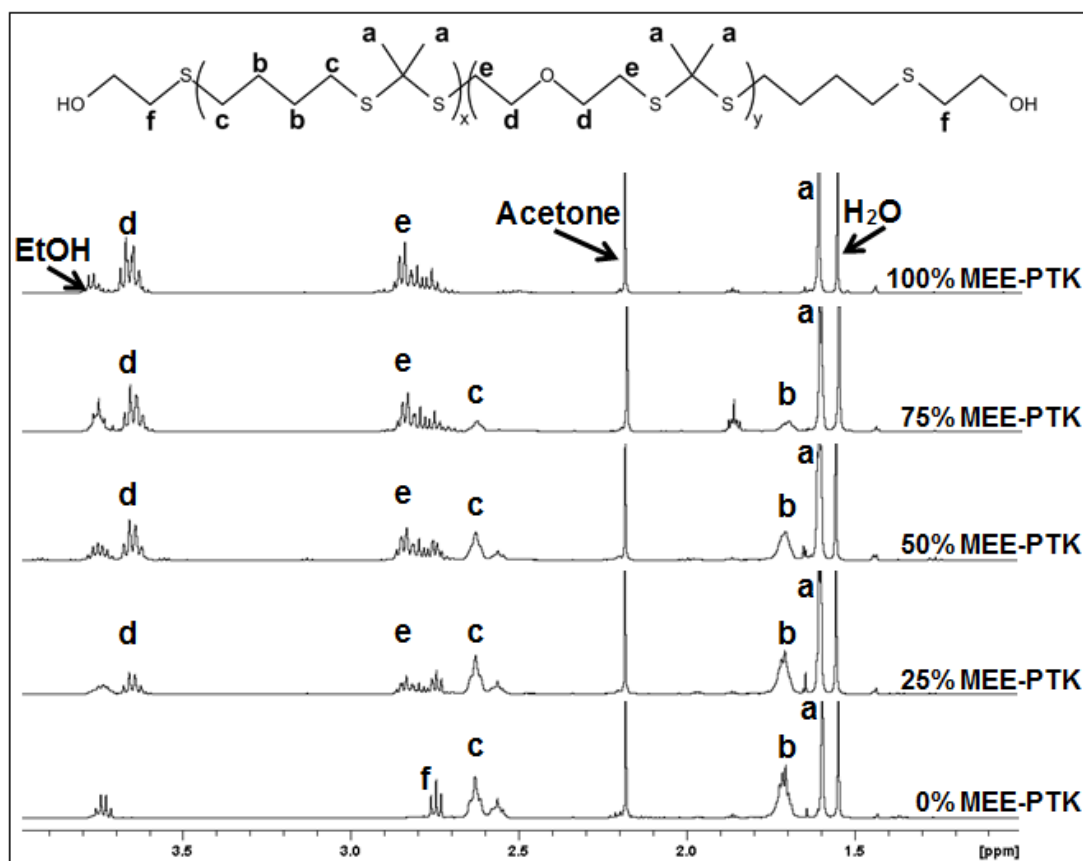 a a a a
b c e O e
S S
HO S S x S S y OH
f c b d d f
EtOH d e Acetone a H₂O
100% MEE-PTK
d e c b a
75% MEE-PTK
d e c b a
50% MEE-PTK
d e c b a
25% MEE-PTK
f c b a
0% MEE-PTK
3.5 3.0 2.5 2.0 1.5 [ppm]